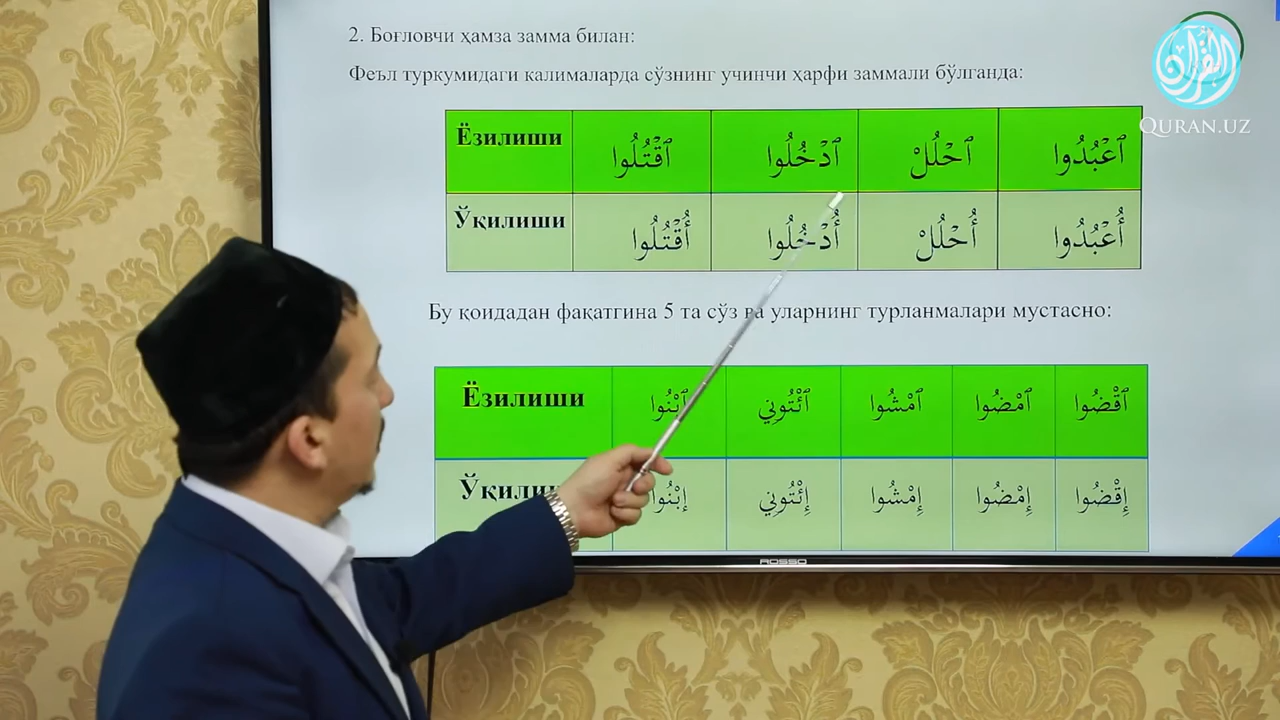 2. Боғловчи ҳамза замма билан:
Феъл туркумидаги калималарда сўзнинг учинчи ҳарфи заммали бўлганда:
Ёзилиши ٱقْتُلُوا ٱدْخُلُوا ٱحْلُلْ ٱعْبُدُوا
Ўқилиши أُقْتُلُوا أُدْخُلُوا أُحْلُلْ أُعْبُدُوا
Бу қоидадан фақатгина 5 та сўз ва уларнинг турланмалари мустасно:
Ёзилиши ٱبْنُوا ٱئْتُونِي ٱمْشُوا ٱمْضُوا ٱقْضُوا
إِبْنُوا إِئْتُونِي إِمْشُوا إِمْضُوا إِقْضُوا
QURAN.UZ
ROSSO